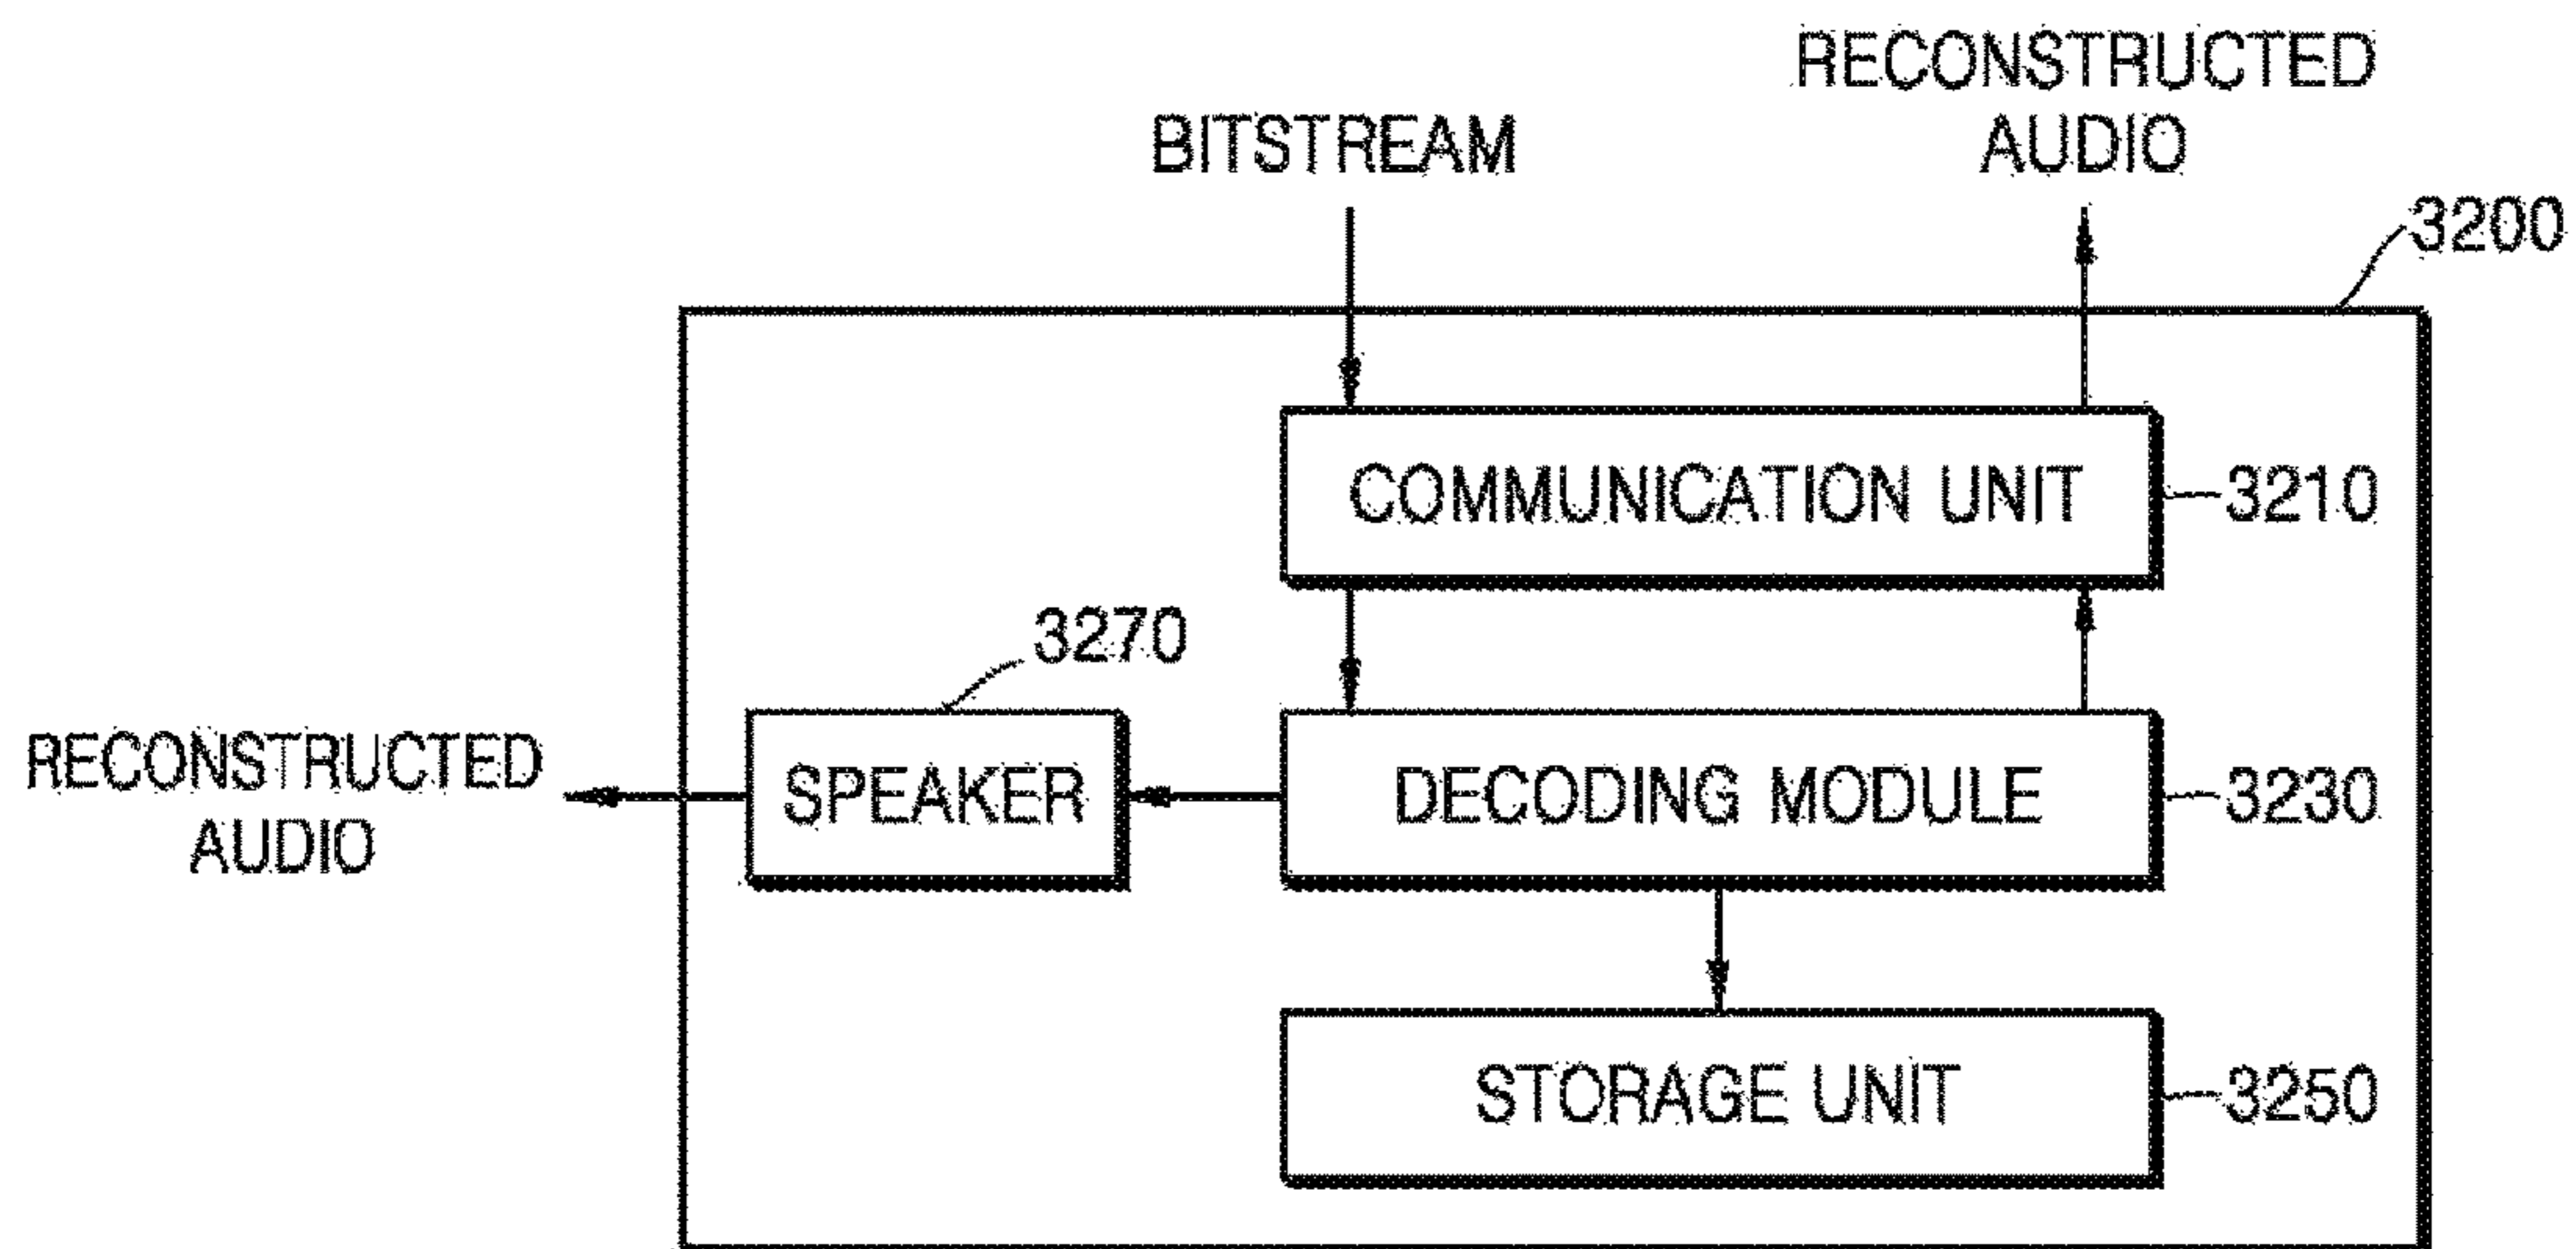 RECONSTRUCTED
AUDIO
BITSTREAM
3200
COMMUNICATION UNIT
3210
3270
RECONSTRUCTED
AUDIO
SPEAKER
DECODING MODULE
3230
STORAGE UNIT
3250